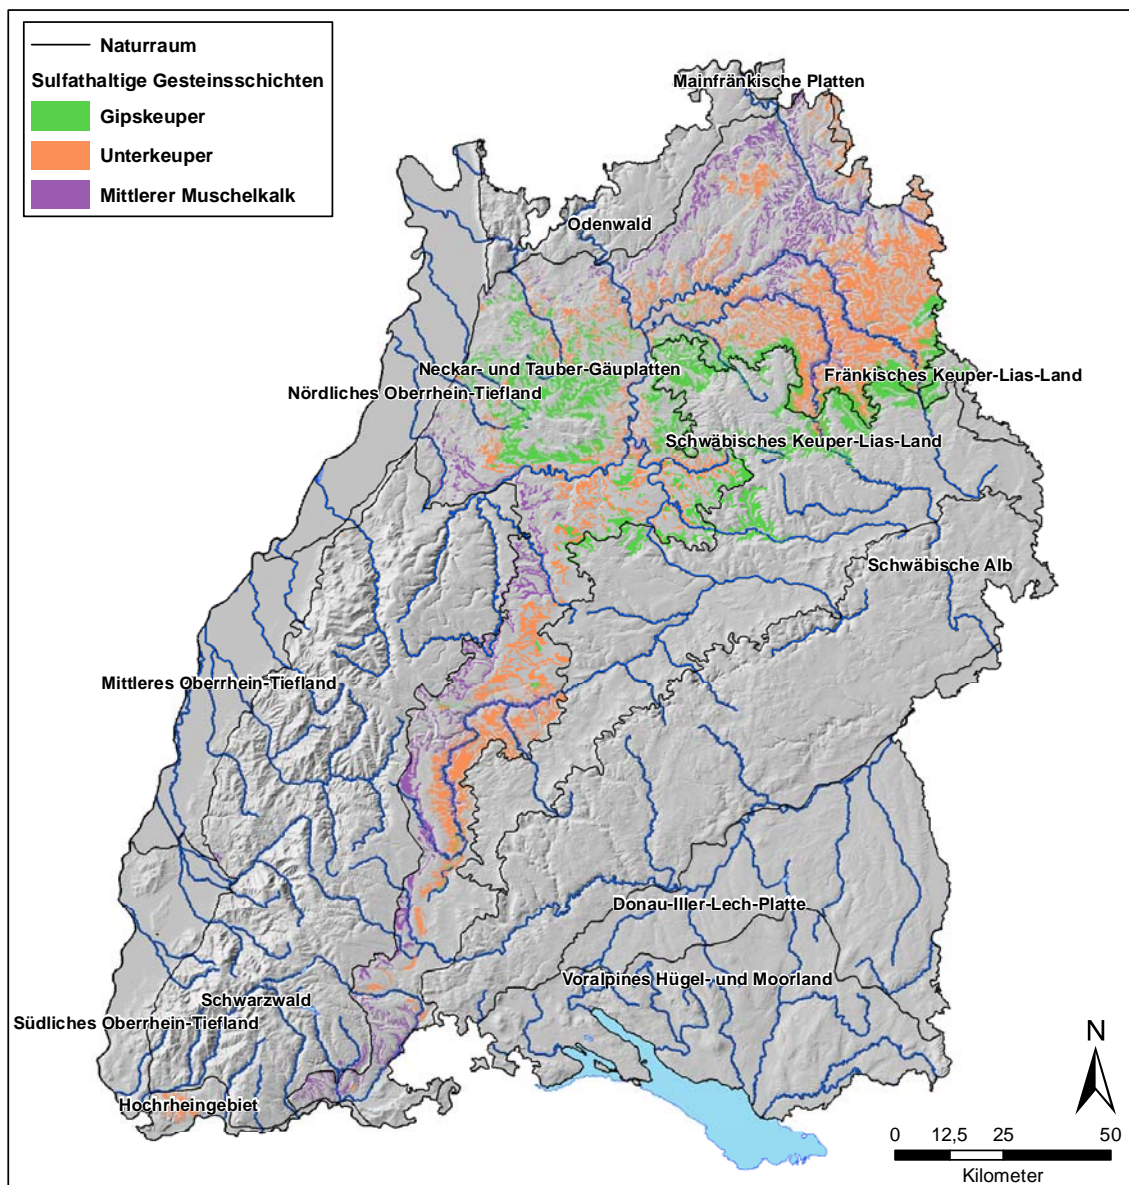 Naturraum
Sulfathaltige Gesteinsschichten
Gipskeuper
Unterkeuper
Mittlerer Muschelkalk
Mainfränkische Platten
Odenwald
Neckar- und Tauber-Gäuplatten
Fränkisches Keuper-Lias-Land
Nördliches Oberrhein-Tiefland
Schwäbisches Keuper-Lias-Land
Schwäbische Alb
Mittleres Oberrhein-Tiefland
Donau-Iller-Lech-Platte
Voralpines Hügel- und Moorland
Schwarzwald
Südliches Oberrhein-Tiefland
Hochrheingebiet
N
0 12,5 25 50
Kilometer